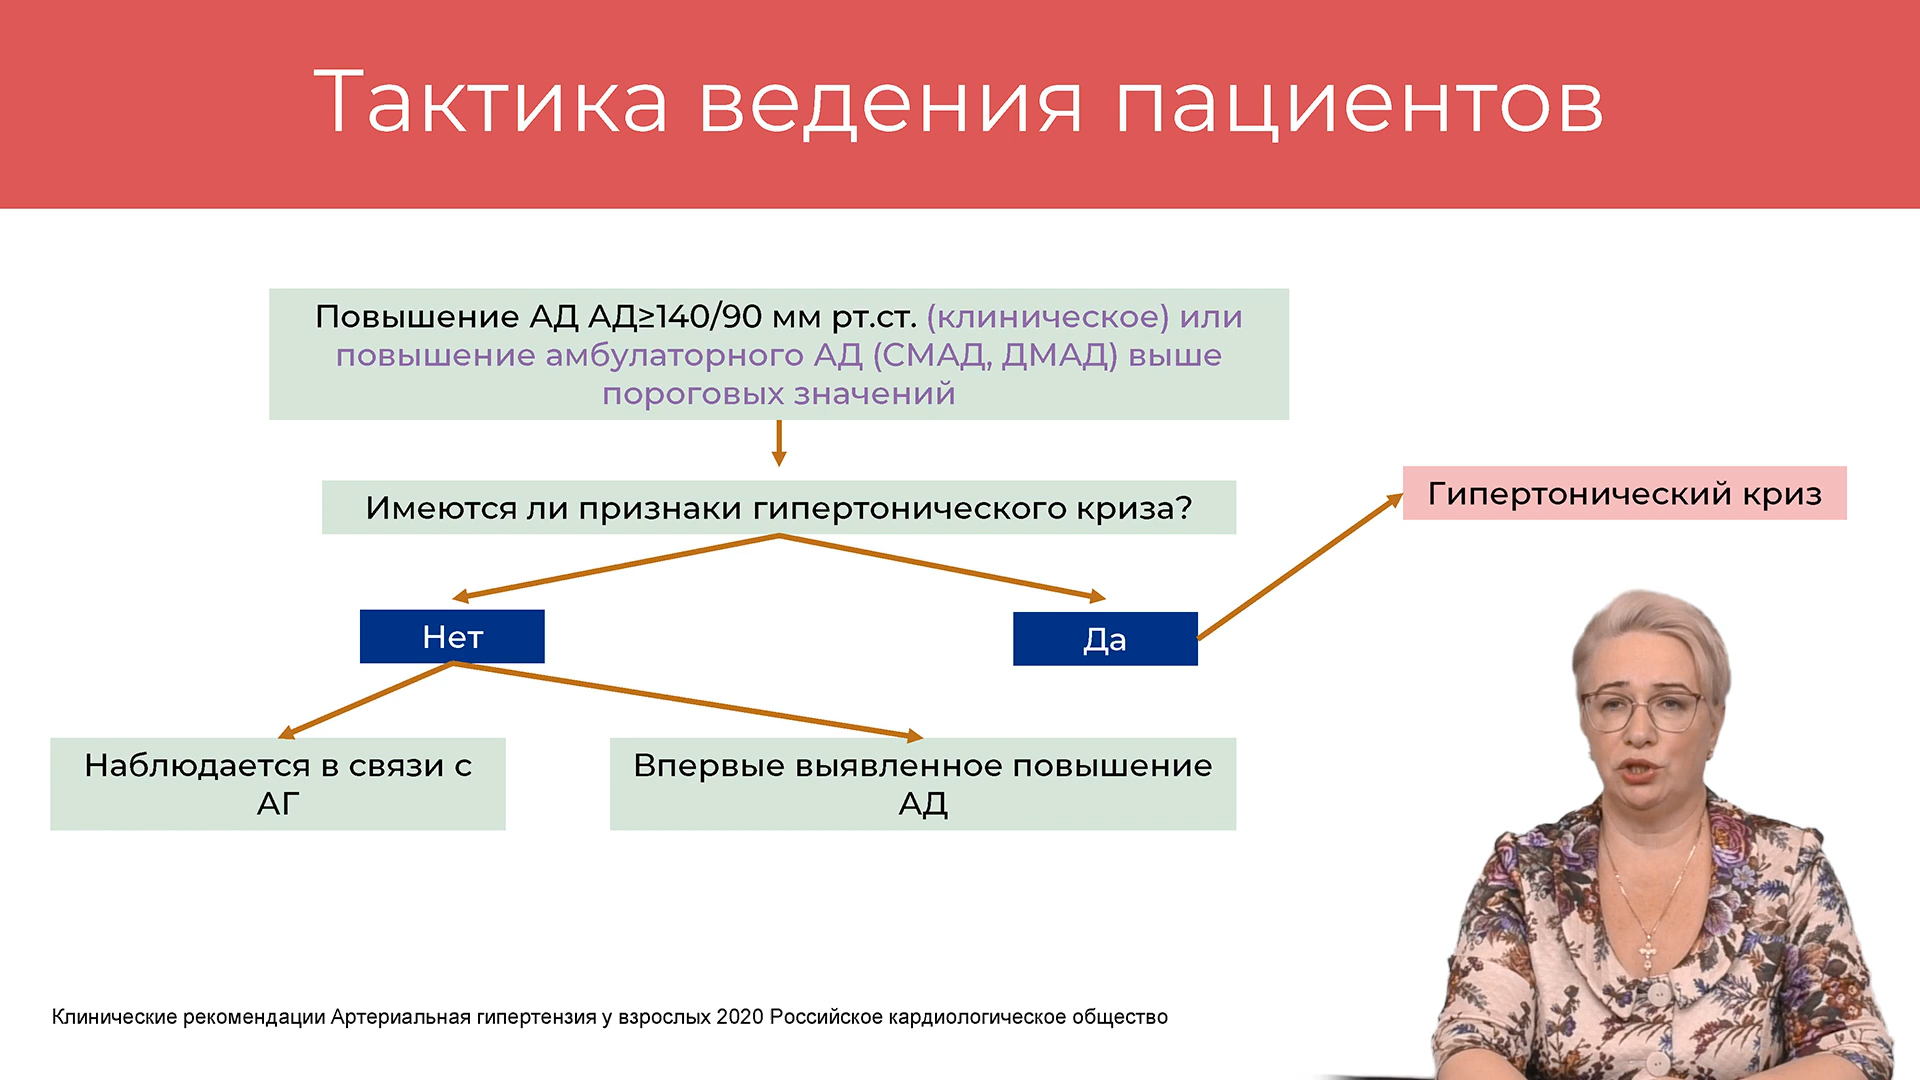 Тактика ведения пациентов
Повышение АД АД≥140/90 мм рт.ст. (клиническое) или
повышение амбулаторного АД (СМАД, ДМАД) выше
пороговых значений
Имеются ли признаки гипертонического криза?
Гипертонический криз
Нет
Да
Наблюдается в связи с
АГ
Впервые выявленное повышение
АД
Клинические рекомендации Артериальная гипертензия у взрослых 2020 Российское кардиологическое общество